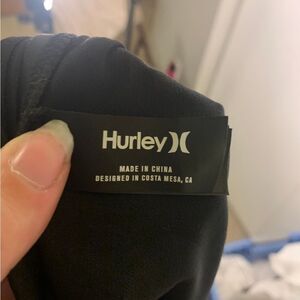 Hurley
MADE IN CHINA
DESIGNED IN COSTA MESA, CA